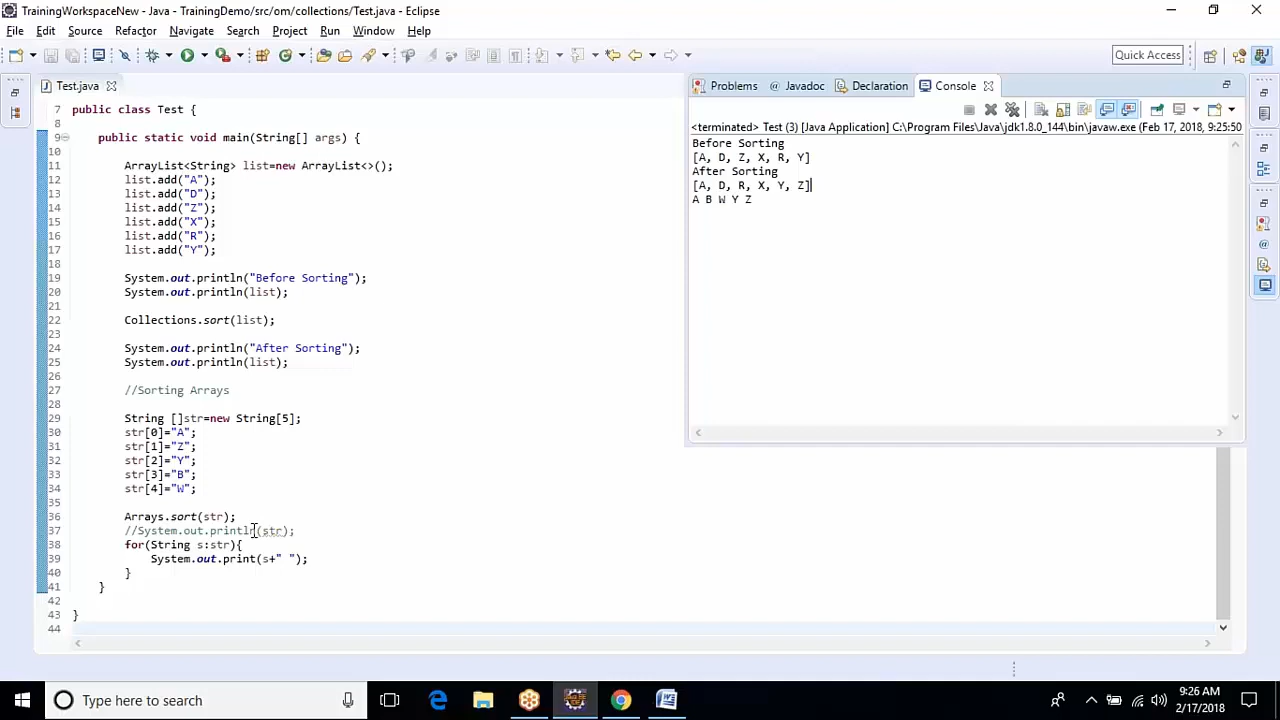 TrainingWorkspaceNew - Java - TrainingDemo/src/om/collections/Test.java - Eclipse
File Edit Source Refactor Navigate Search Project Run Window Help
Quick Access
Test.java
7 public class Test {
8
9 public static void main(String[] args) {
10
11 ArrayList<String> list=new ArrayList<>();
12 list.add("A");
13 list.add("D");
14 list.add("Z");
15 list.add("X");
16 list.add("R");
17 list.add("Y");
18
19 System.out.println("Before Sorting");
20 System.out.println(list);
21
22 Collections.sort(list);
23
24 System.out.println("After Sorting");
25 System.out.println(list);
26
27 //Sorting Arrays
28
29 String []str=new String[5];
30 str[0]="A";
31 str[1]="Z";
32 str[2]="Y";
33 str[3]="B";
34 str[4]="W";
35
36 Arrays.sort(str);
37 //System.out.println(str);
38 for(String s:str){
39 System.out.print(s+" ");
40 }
41 }
42
43 }
44
Problems @ Javadoc Declaration Console
<terminated> Test (3) [Java Application] C:\Program Files\Java\jdk1.8.0_144\bin\javaw.exe (Feb 17, 2018, 9:25:50
Before Sorting
[A, D, Z, X, R, Y]
After Sorting
[A, D, R, X, Y, Z]
A B W Y Z
Type here to search
9:26 AM
2/17/2018